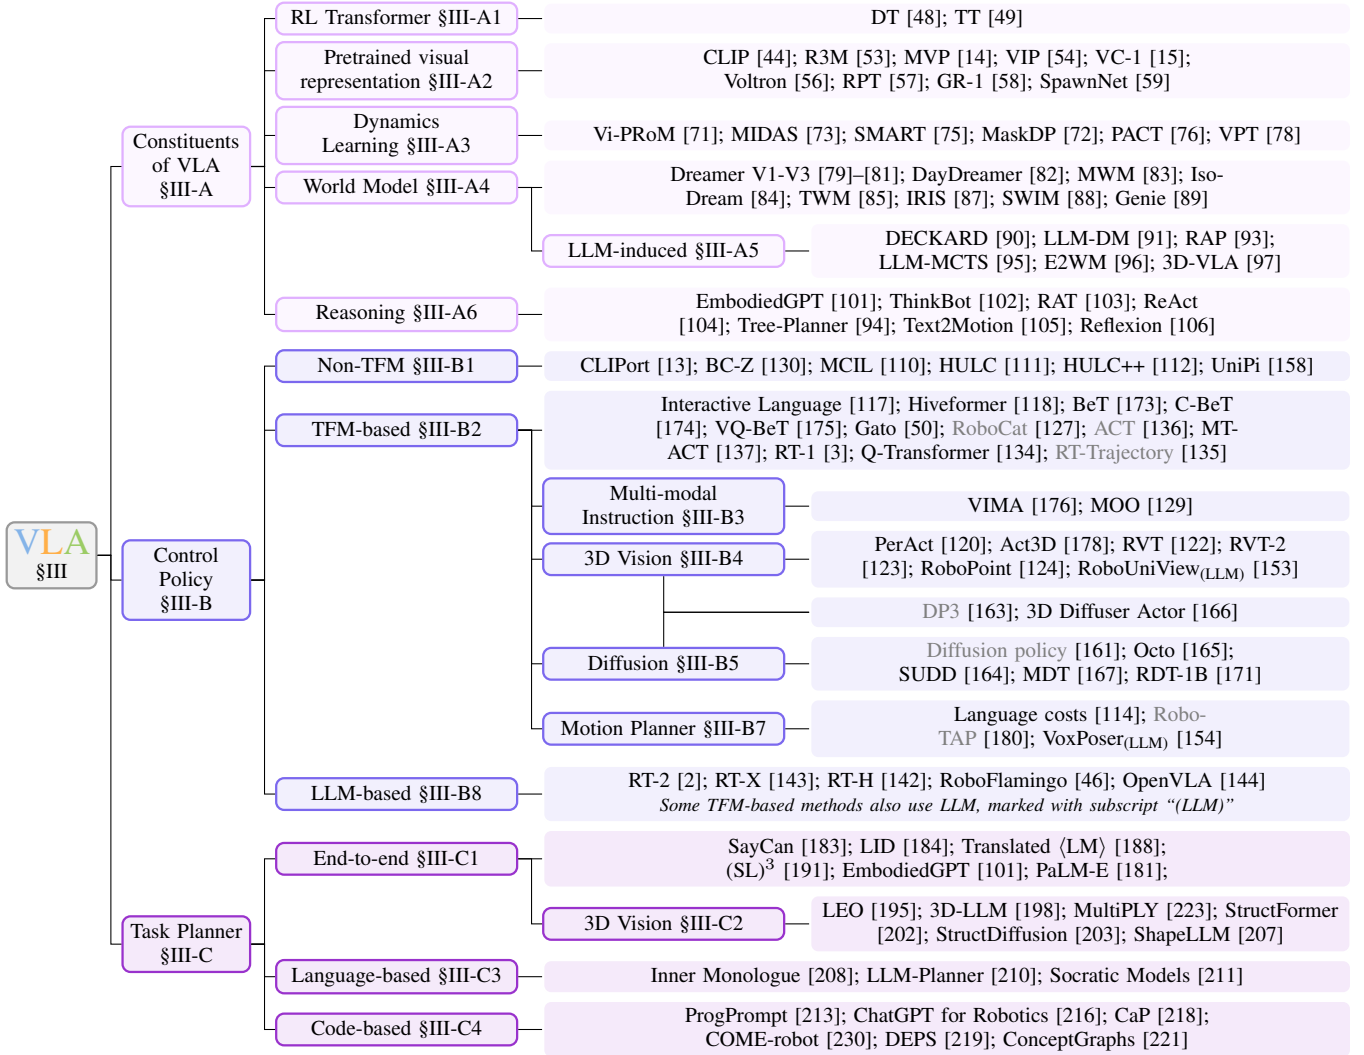 RL Transformer §III-A1
DT [48]; TT [49]
Pretrained visual
representation §III-A2
CLIP [44]; R3M [53]; MVP [14]; VIP [54]; VC-1 [15];
Voltron [56]; RPT [57]; GR-1 [58]; SpawnNet [59]
Constituents
of VLA
§III-A
Dynamics
Learning §III-A3
Vi-PRoM [71]; MIDAS [73]; SMART [75]; MaskDP [72]; PACT [76]; VPT [78]
World Model §III-A4
Dreamer V1-V3 [79]–[81]; DayDreamer [82]; MWM [83]; Iso-
Dream [84]; TWM [85]; IRIS [87]; SWIM [88]; Genie [89]
LLM-induced §III-A5
DECKARD [90]; LLM-DM [91]; RAP [93];
LLM-MCTS [95]; E2WM [96]; 3D-VLA [97]
Reasoning §III-A6
EmbodiedGPT [101]; ThinkBot [102]; RAT [103]; ReAct
[104]; Tree-Planner [94]; Text2Motion [105]; Reflexion [106]
Non-TFM §III-B1
CLIPort [13]; BC-Z [130]; MCIL [110]; HULC [111]; HULC++ [112]; UniPi [158]
TFM-based §III-B2
Interactive Language [117]; Hiveformer [118]; BeT [173]; C-BeT
[174]; VQ-BeT [175]; Gato [50]; RoboCat [127]; ACT [136]; MT-
ACT [137]; RT-1 [3]; Q-Transformer [134]; RT-Trajectory [135]
Multi-modal
Instruction §III-B3
VIMA [176]; MOO [129]
VLA
§III
Control
Policy
§III-B
3D Vision §III-B4
PerAct [120]; Act3D [178]; RVT [122]; RVT-2
[123]; RoboPoint [124]; RoboUniView(LLM) [153]
DP3 [163]; 3D Diffuser Actor [166]
Diffusion §III-B5
Diffusion policy [161]; Octo [165];
SUDD [164]; MDT [167]; RDT-1B [171]
Motion Planner §III-B7
Language costs [114]; Robo-
TAP [180]; VoxPoser(LLM) [154]
LLM-based §III-B8
RT-2 [2]; RT-X [143]; RT-H [142]; RoboFlamingo [46]; OpenVLA [144]
Some TFM-based methods also use LLM, marked with subscript “(LLM)”
End-to-end §III-C1
SayCan [183]; LID [184]; Translated ⟨LM⟩ [188];
(SL)³ [191]; EmbodiedGPT [101]; PaLM-E [181];
Task Planner
§III-C
3D Vision §III-C2
LEO [195]; 3D-LLM [198]; MultiPLY [223]; StructFormer
[202]; StructDiffusion [203]; ShapeLLM [207]
Language-based §III-C3
Inner Monologue [208]; LLM-Planner [210]; Socratic Models [211]
Code-based §III-C4
ProgPrompt [213]; ChatGPT for Robotics [216]; CaP [218];
COME-robot [230]; DEPS [219]; ConceptGraphs [221]